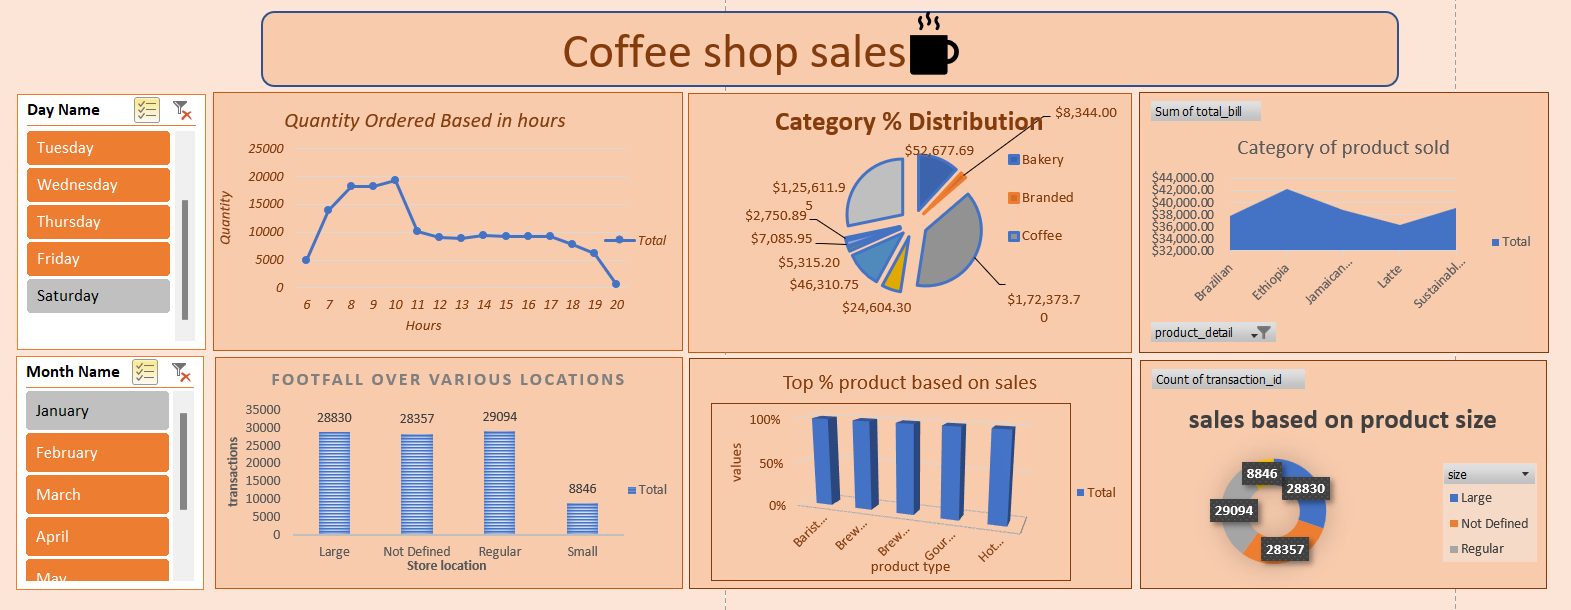 Coffee shop sales
Day Name
Tuesday
Wednesday
Thursday
Friday
Saturday
Month Name
January
February
March
April
May
Quantity Ordered Based in hours
Quantity
25000
20000
15000
10000
5000
0
6 7 8 9 10 11 12 13 14 15 16 17 18 19 20
Hours
Total
Category % Distribution
$8,344.00
$52,677.69
$1,25,611.9
5
$2,750.89
$7,085.95
$5,315.20
$46,310.75
$24,604.30
$1,72,373.7
0
Bakery
Branded
Coffee
Sum of total_bill
Category of product sold
$44,000.00
$42,000.00
$40,000.00
$38,000.00
$36,000.00
$34,000.00
$32,000.00
Brazilian
Ethiopia
Jamaican...
Latte
Sustainabl...
Total
product_detail
FOOTFALL OVER VARIOUS LOCATIONS
transactions
35000
30000
25000
20000
15000
10000
5000
0
28830
28357
29094
8846
Large Not Defined Regular Small
Store location
Total
Top % product based on sales
values
100%
50%
0%
Barist...
Brew...
Brew...
Gour...
Hot...
product type
Total
Count of transaction_id
sales based on product size
8846
28830
29094
28357
size
Large
Not Defined
Regular